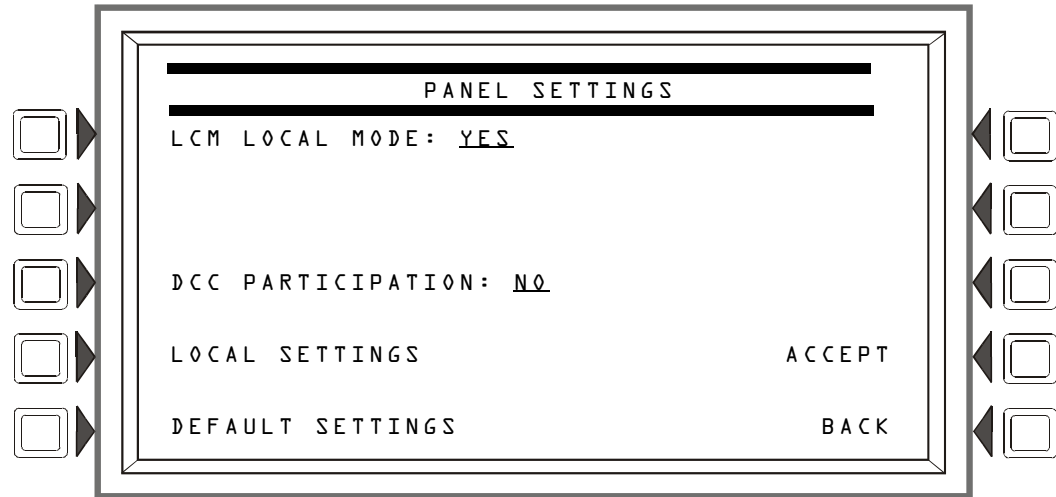 PANEL SETTINGS
LCM LOCAL MODE: YES
DCC PARTICIPATION: NO
LOCAL SETTINGS ACCEPT
DEFAULT SETTINGS BACK